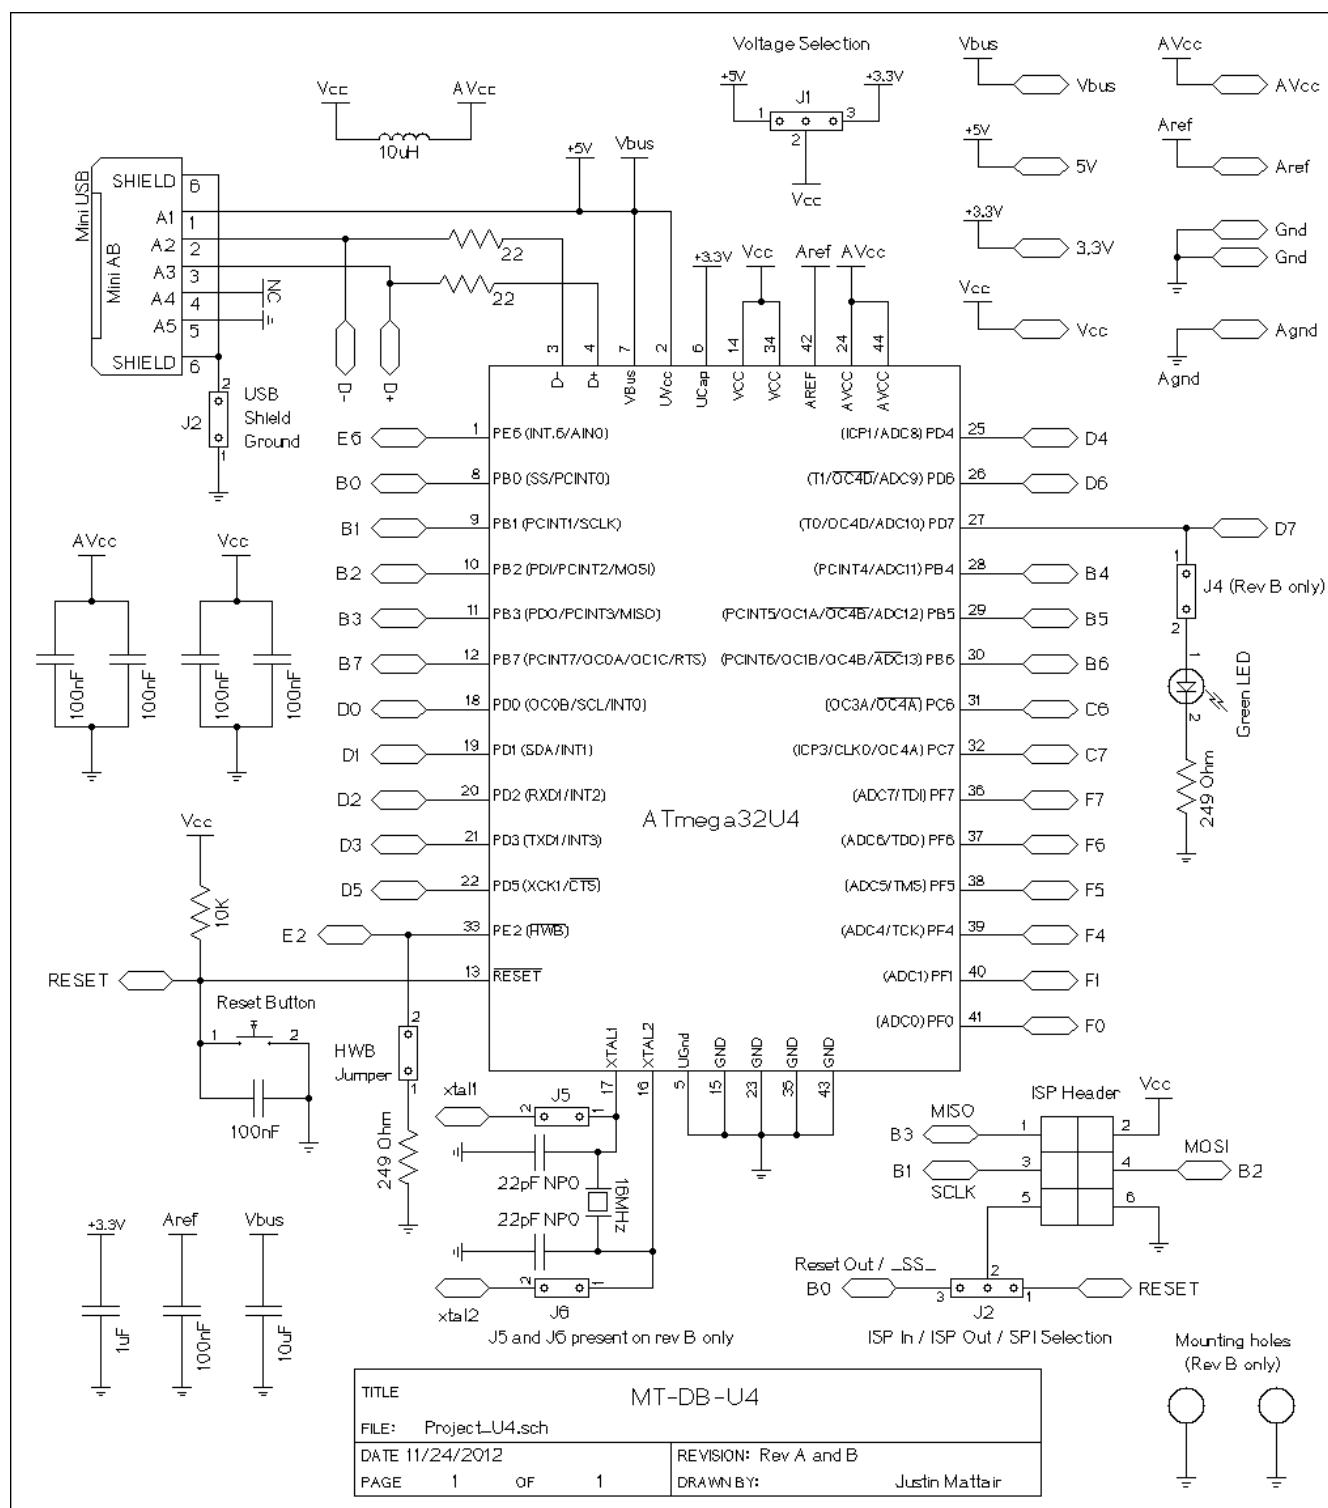 Voltage Selection
+5V
+3.3V
J1
1
3
2
Vcc
Vbus
Vbus
AVcc
AVcc
+5V
5V
Aref
Aref
+3.3V
3.3V
Gnd
Gnd
Vcc
Vcc
Agnd
Agnd
Vcc
AVcc
10uH
+5V
Vbus
Mini USB
Mini AB
SHIELD
6
A1
1
A2
2
A3
3
A4
4
A5
5
SHIELD
6
NC
22
22
D-
D+
J2
2
1
USB
Shield
Ground
+3.3V
Vcc
Aref
AVcc
3
4
7
2
6
14
34
42
24
44
D-
D+
VBus
UVcc
UCap
VCC
VCC
AREF
AVCC
AVCC
E6
1
PE6 (INT.6/AIN0)
B0
8
PB0 (SS/PCINT0)
B1
9
PB1 (PCINT1/SCLK)
B2
10
PB2 (PDI/PCINT2/MOSI)
B3
11
PB3 (PDO/PCINT3/MISO)
B7
12
PB7 (PCINT7/OC0A/OC1C/RTS)
D0
18
PD0 (OC0B/SCL/INT0)
D1
19
PD1 (SDA/INT1)
D2
20
PD2 (RXD1/INT2)
D3
21
PD3 (TXD1/INT3)
D5
22
PD5 (XCK1/CTS)
E2
33
PE2 (HWB)
RESET
13
RESET
ATmega32U4
(ICP1/ADC8) PD4
25
D4
(T1/OC4D/ADC9) PD6
26
D6
(T0/OC4D/ADC10) PD7
27
D7
(PCINT4/ADC11) PB4
28
B4
(PCINT5/OC1A/OC4B/ADC12) PB5
29
B5
(PCINT6/OC1B/OC4B/ADC13) PB6
30
B6
(OC3A/OC4A) PC6
31
C6
(ICP3/CLK0/OC4A) PC7
32
C7
(ADC7/TDI) PF7
36
F7
(ADC6/TDO) PF6
37
F6
(ADC5/TMS) PF5
38
F5
(ADC4/TCK) PF4
39
F4
(ADC1) PF1
40
F1
(ADC0) PF0
41
F0
1
J4 (Rev B only)
2
1
Green LED
2
249 Ohm
AVcc
100nF
100nF
Vcc
100nF
100nF
Vcc
10K
Reset Button
1
2
100nF
2
HWB
Jumper
1
249 Ohm
XTAL1
XTAL2
UGnd
GND
GND
GND
GND
17
16
5
15
23
35
43
xtal1
2
J5
1
22pF NPO
16MHz
22pF NPO
xtal2
2
J6
1
J5 and J6 present on rev B only
ISP Header
Vcc
MISO
B3
1
2
B1
3
4
MOSI
B2
SCLK
5
6
Reset Out / _SS_
B0
3
2
1
RESET
J2
ISP In / ISP Out / SPI Selection
+3.3V
1uF
Aref
100nF
Vbus
10uF
Mounting holes
(Rev B only)
TITLE
MT-DB-U4
FILE: Project_U4.sch
DATE 11/24/2012
REVISION: Rev A and B
PAGE 1 OF 1
DRAWN BY: Justin Mattair